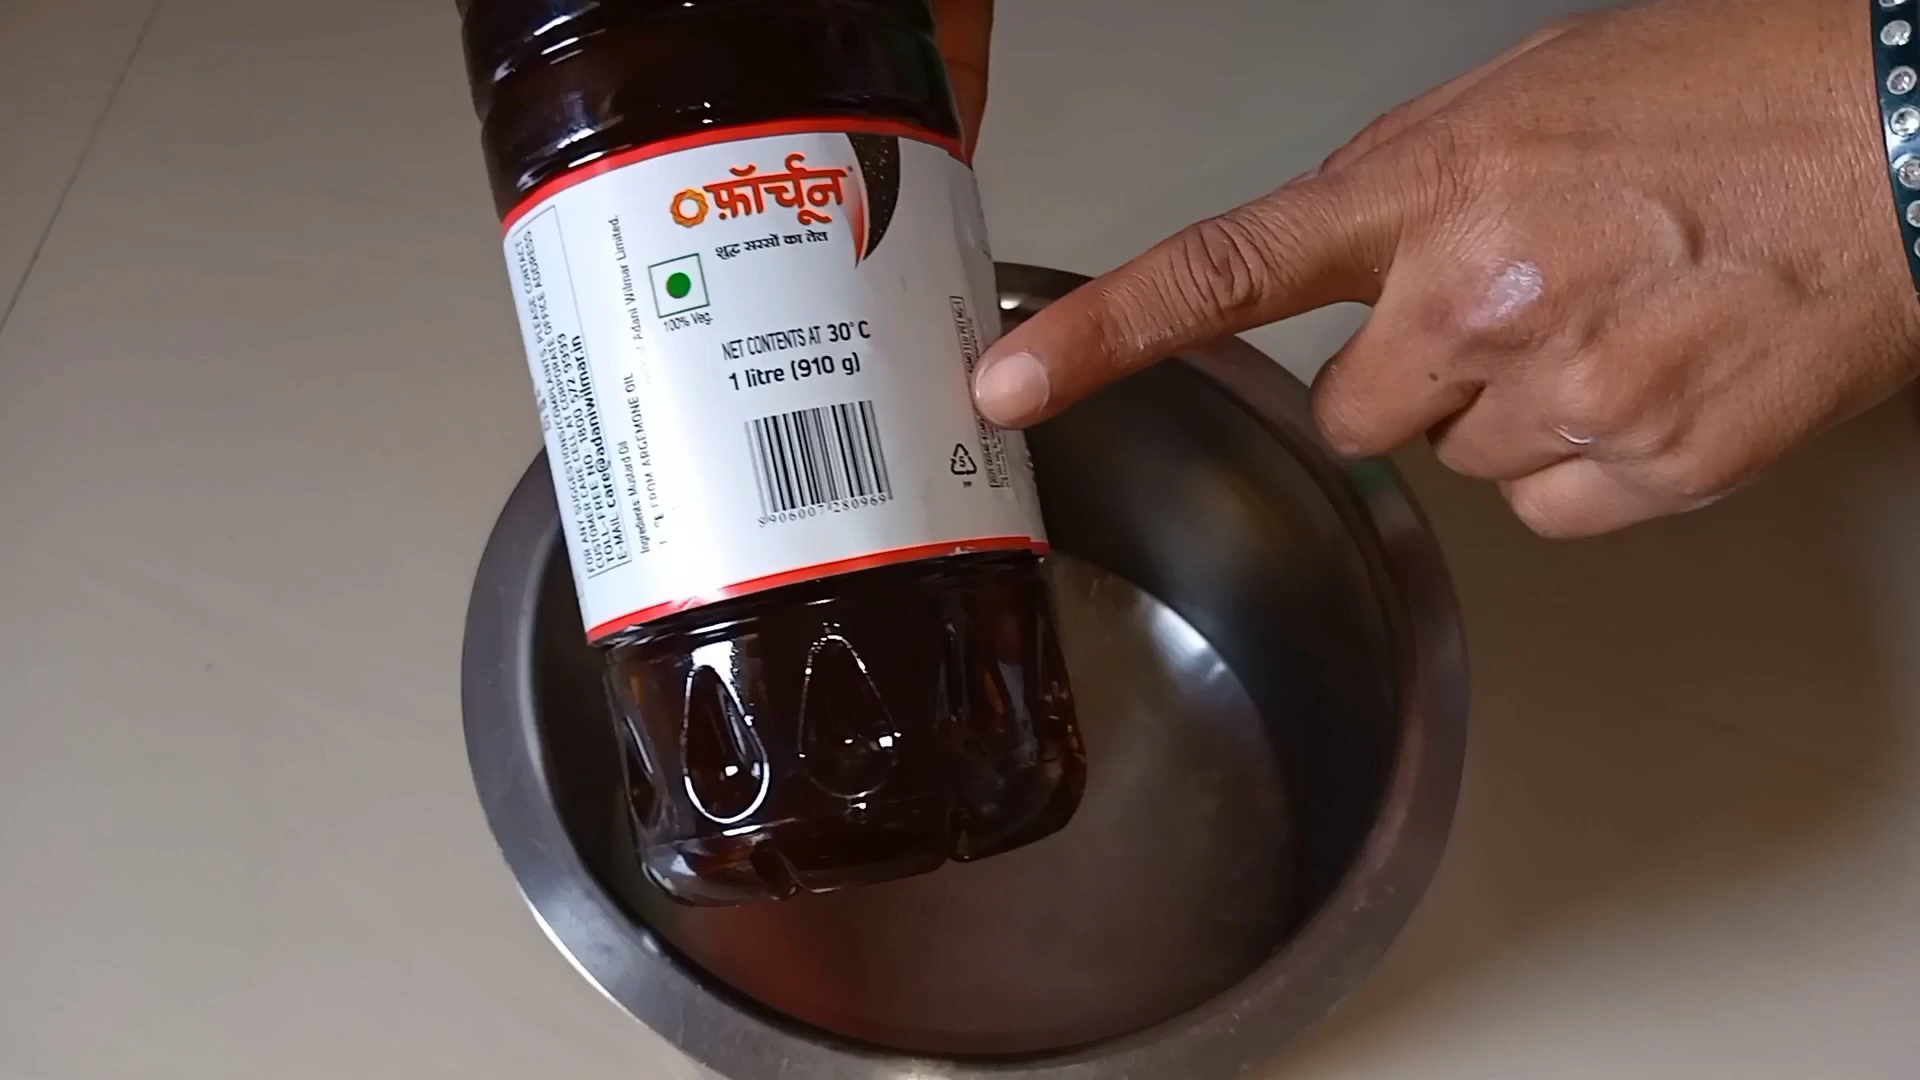 फ़ॉर्चून
शुद्ध सरसों का तेल
100% Veg.
NET CONTENTS AT 30°C
1 litre (910 g)
8906007280969
FOR ANY SUGGESTIONS/COMPLAINTS, PLEASE CONTACT
CUSTOMER CARE CELL AT CORPORATE OFFICE ADDRESS
TOLL-FREE NO. 1800 572 9999
E-MAIL care@adaniwilmar.in
Ingredients: Mustard Oil
FROM ARGEMONE OIL
Adani Wilmar Limited.